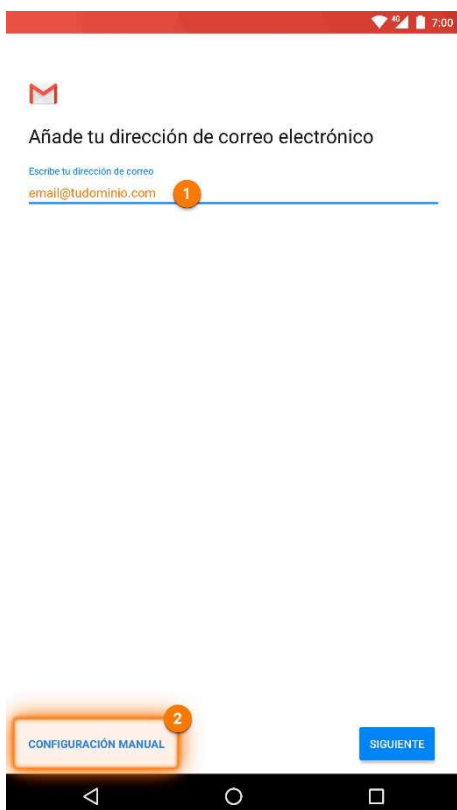 4G 7:00
Añade tu dirección de correo electrónico
Escribe tu dirección de correo
email@tudominio.com 1
2
CONFIGURACIÓN MANUAL SIGUIENTE